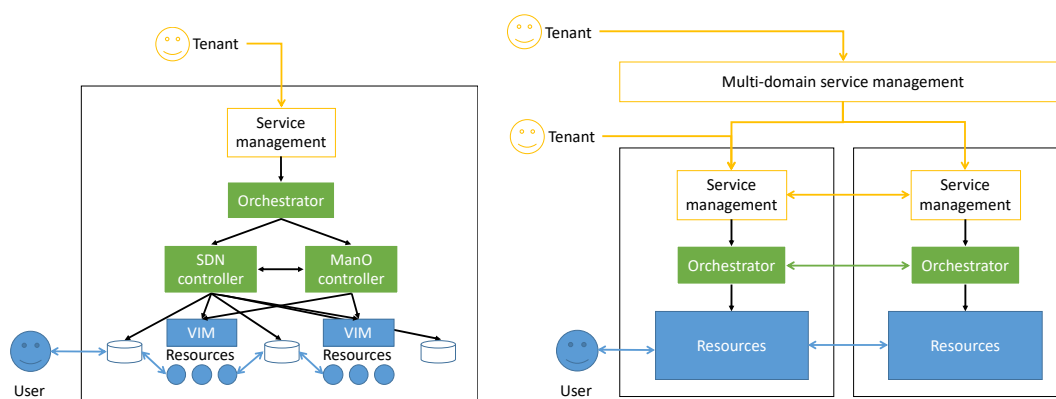 Tenant
Service
management
Orchestrator
SDN
controller
ManO
controller
VIM
VIM
Resources
Resources
User
Tenant
Multi-domain service management
Tenant
Service
management
Service
management
Orchestrator
Orchestrator
Resources
Resources
User